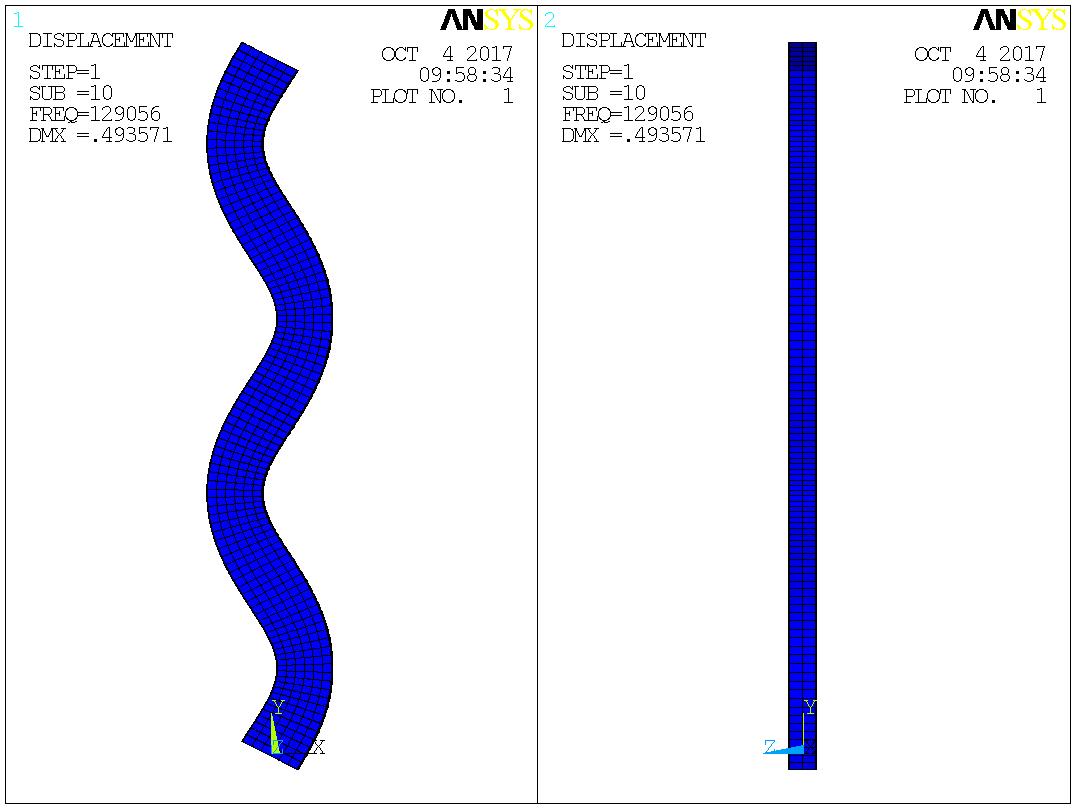 1
ANSYS
DISPLACEMENT
STEP=1
SUB =10
FREQ=129056
DMX =.493571
OCT 4 2017
09:58:34
PLOT NO. 1
Y
Z
X
2
ANSYS
DISPLACEMENT
STEP=1
SUB =10
FREQ=129056
DMX =.493571
OCT 4 2017
09:58:34
PLOT NO. 1
Y
Z